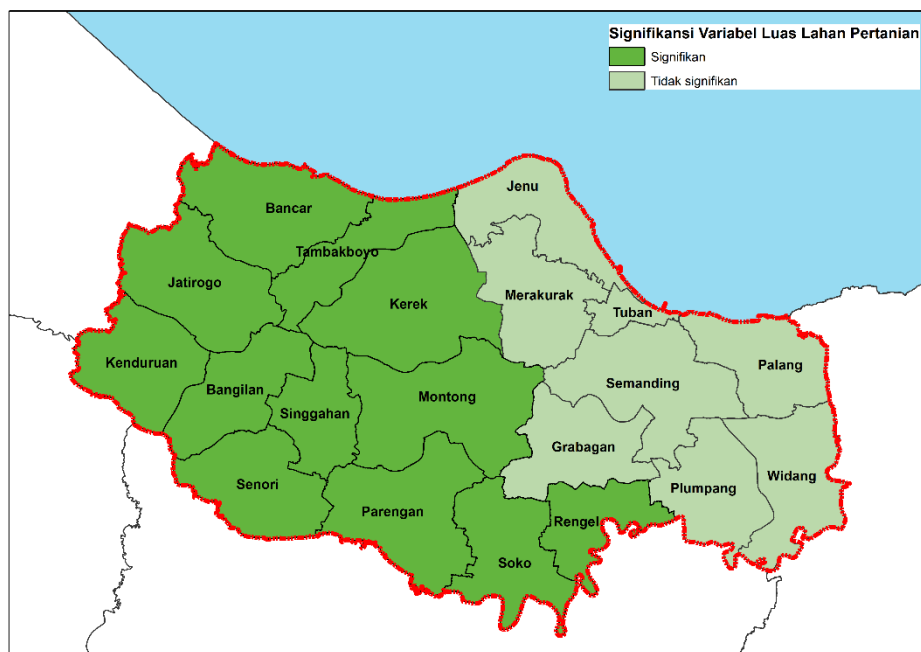 Signifikansi Variabel Luas Lahan Pertanian
Signifikan
Tidak signifikan
Jenu
Bancar
Tambakboyo
Jatirogo
Kerek
Merakurak
Tuban
Kenduruan
Bangilan
Singgahan
Montong
Semanding
Palang
Grabagan
Senori
Parengan
Soko
Rengel
Plumpang
Widang